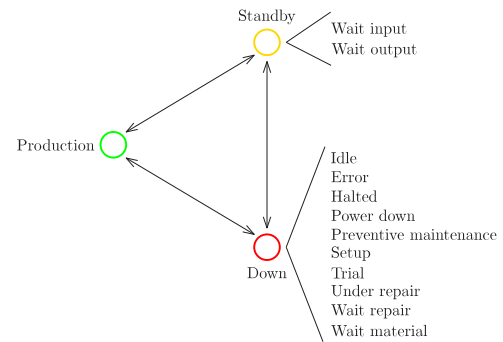 Standby
Wait input
Wait output
Production
Idle
Error
Halted
Power down
Preventive maintenance
Setup
Trial
Under repair
Wait repair
Wait material
Down